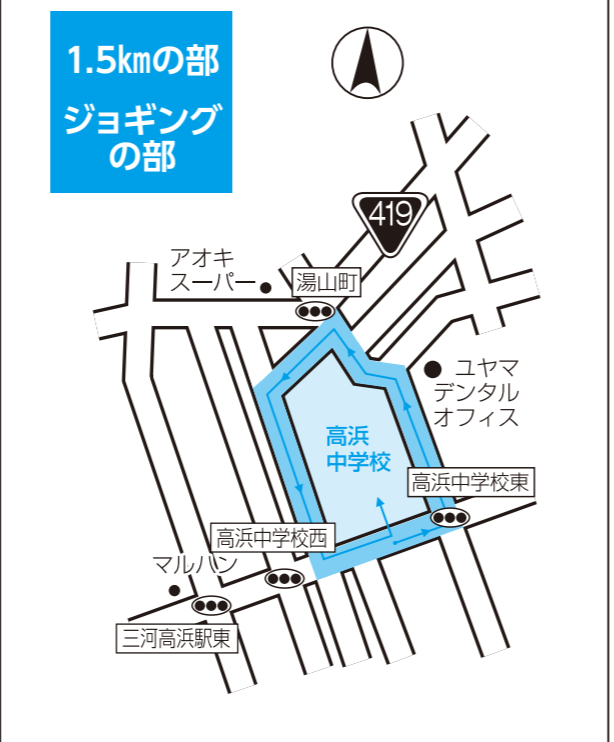 1.5㎞の部
ジョギング
の部
419
アオキ
スーパー
湯山町
ユヤマ
デンタル
オフィス
高浜
中学校
高浜中学校東
高浜中学校西
マルハン
三河高浜駅東